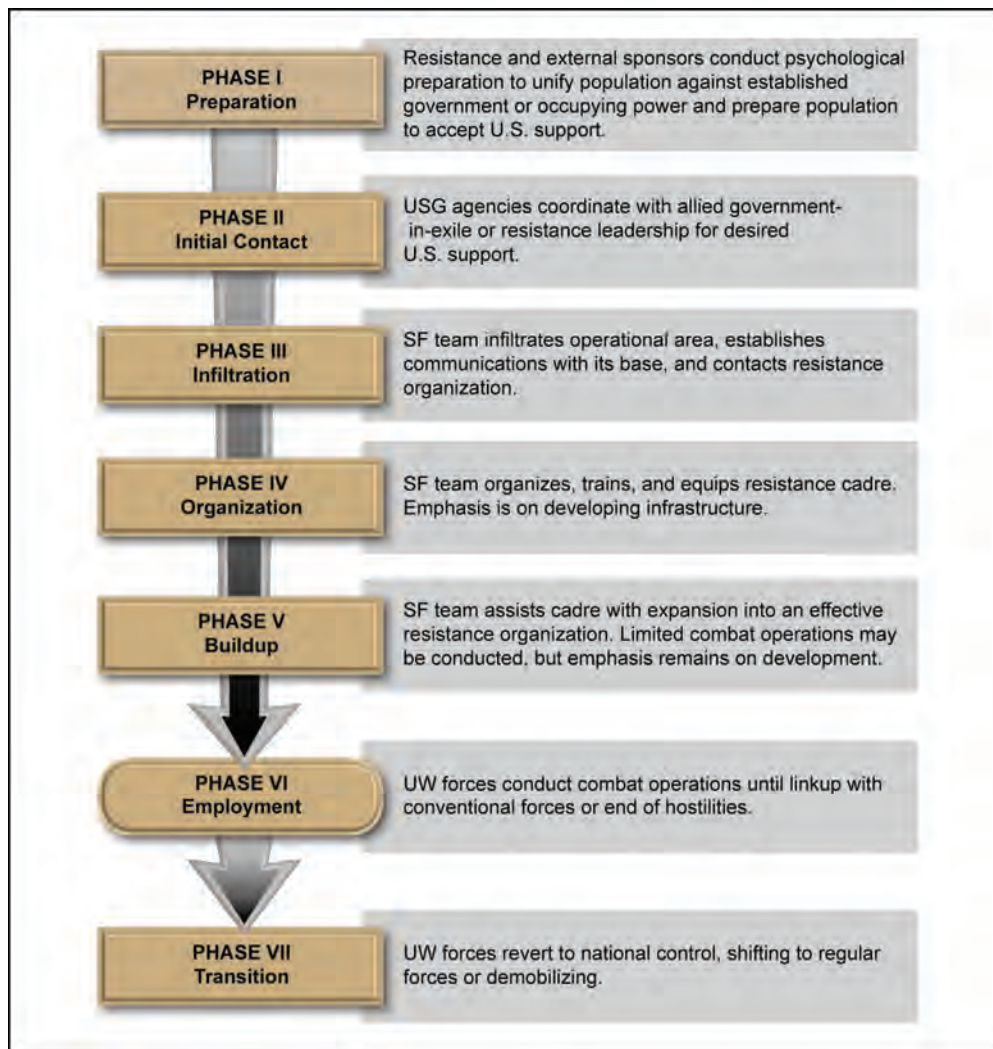 PHASE I
Preparation
Resistance and external sponsors conduct psychological
preparation to unify population against established
government or occupying power and prepare population
to accept U.S. support.
PHASE II
Initial Contact
USG agencies coordinate with allied government-
in-exile or resistance leadership for desired
U.S. support.
PHASE III
Infiltration
SF team infiltrates operational area, establishes
communications with its base, and contacts resistance
organization.
PHASE IV
Organization
SF team organizes, trains, and equips resistance cadre.
Emphasis is on developing infrastructure.
PHASE V
Buildup
SF team assists cadre with expansion into an effective
resistance organization. Limited combat operations may
be conducted, but emphasis remains on development.
PHASE VI
Employment
UW forces conduct combat operations until linkup with
conventional forces or end of hostilities.
PHASE VII
Transition
UW forces revert to national control, shifting to regular
forces or demobilizing.